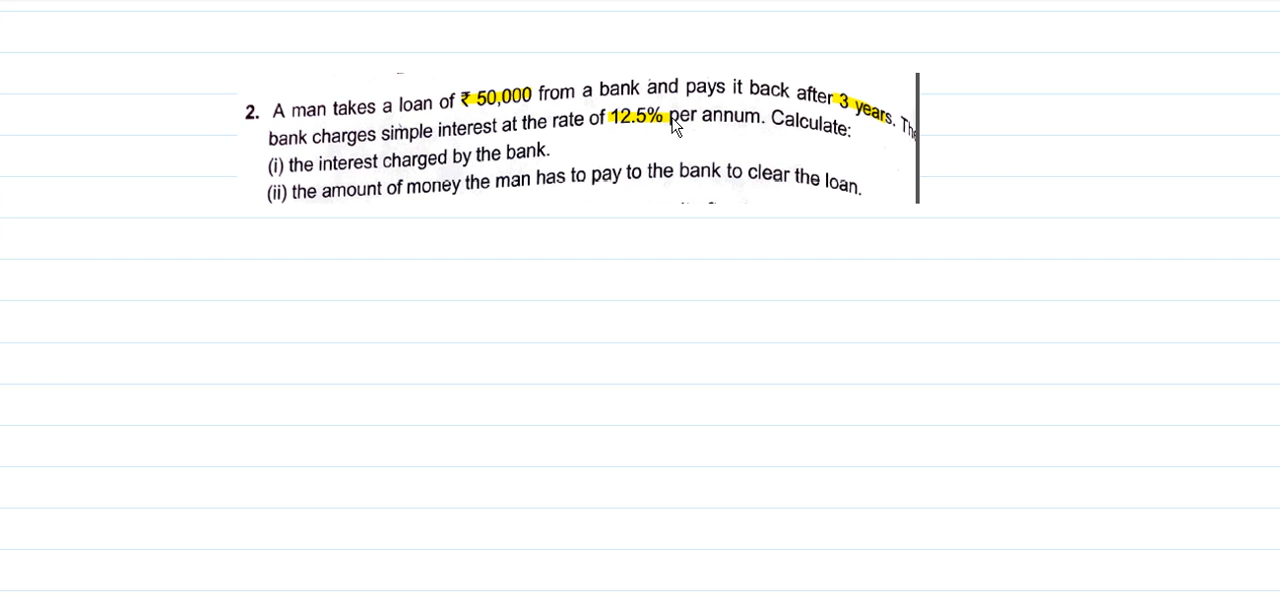 2. A man takes a loan of ₹ 50,000 from a bank and pays it back after 3 years. The
bank charges simple interest at the rate of 12.5% per annum. Calculate:
(i) the interest charged by the bank.
(ii) the amount of money the man has to pay to the bank to clear the loan.